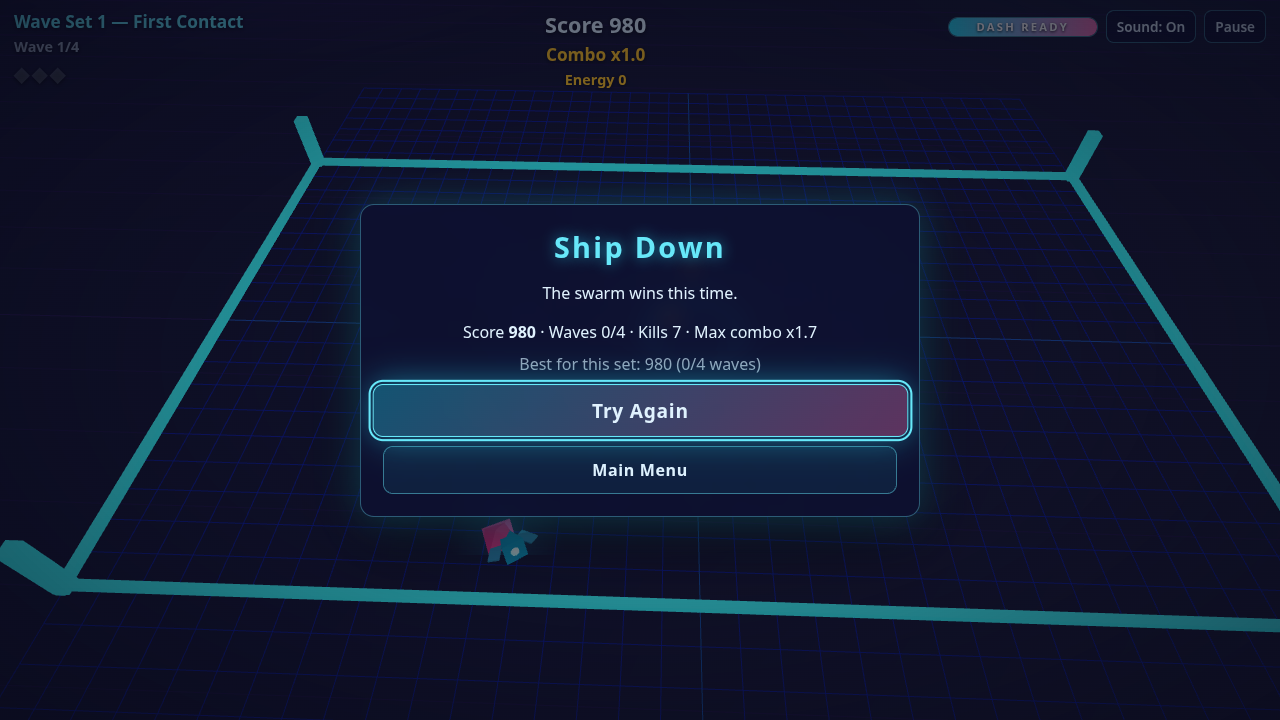 Wave Set 1 — First Contact
Wave 1/4
Score 980
Combo x1.0
Energy 0
DASH READY
Sound: On
Pause
Ship Down
The swarm wins this time.
Score 980 · Waves 0/4 · Kills 7 · Max combo x1.7
Best for this set: 980 (0/4 waves)
Try Again
Main Menu